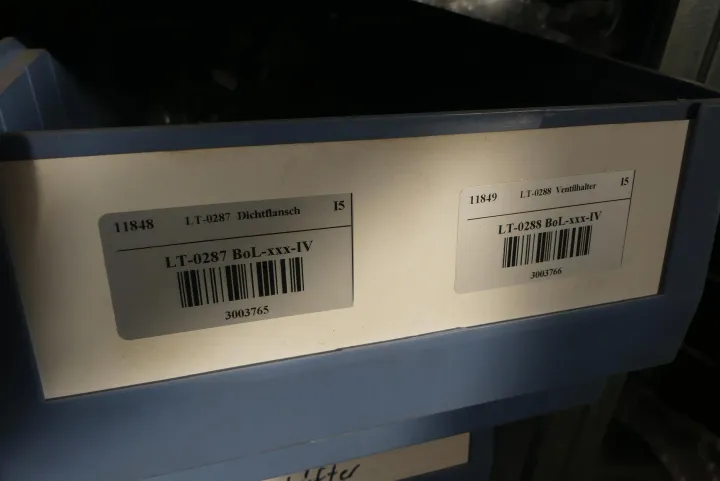 11848 LT-0287 Dichtflansch I5
LT-0287 BoL-xxx-IV
3003765
11849 LT-0288 Ventilhalter I5
LT-0288 BoL-xxx-IV
3003766